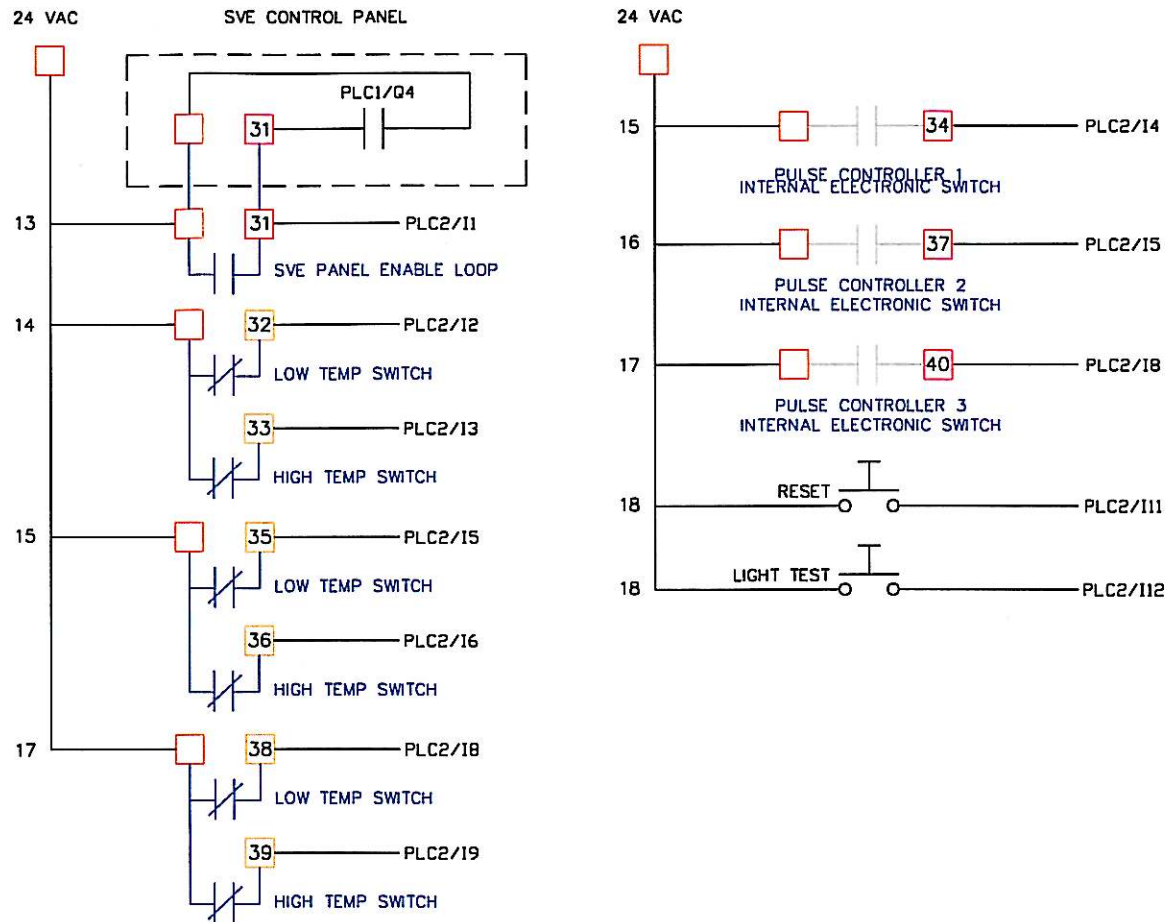 24 VAC
SVE CONTROL PANEL
PLC1/Q4
31
13
31
PLC2/I1
SVE PANEL ENABLE LOOP
14
32
PLC2/I2
LOW TEMP SWITCH
33
PLC2/I3
HIGH TEMP SWITCH
15
35
PLC2/I5
LOW TEMP SWITCH
36
PLC2/I6
HIGH TEMP SWITCH
17
38
PLC2/I8
LOW TEMP SWITCH
39
PLC2/I9
HIGH TEMP SWITCH
24 VAC
15
34
PLC2/I4
PULSE CONTROLLER 1
INTERNAL ELECTRONIC SWITCH
16
37
PLC2/I5
PULSE CONTROLLER 2
INTERNAL ELECTRONIC SWITCH
17
40
PLC2/I8
PULSE CONTROLLER 3
INTERNAL ELECTRONIC SWITCH
18
RESET
PLC2/I11
18
LIGHT TEST
PLC2/I12